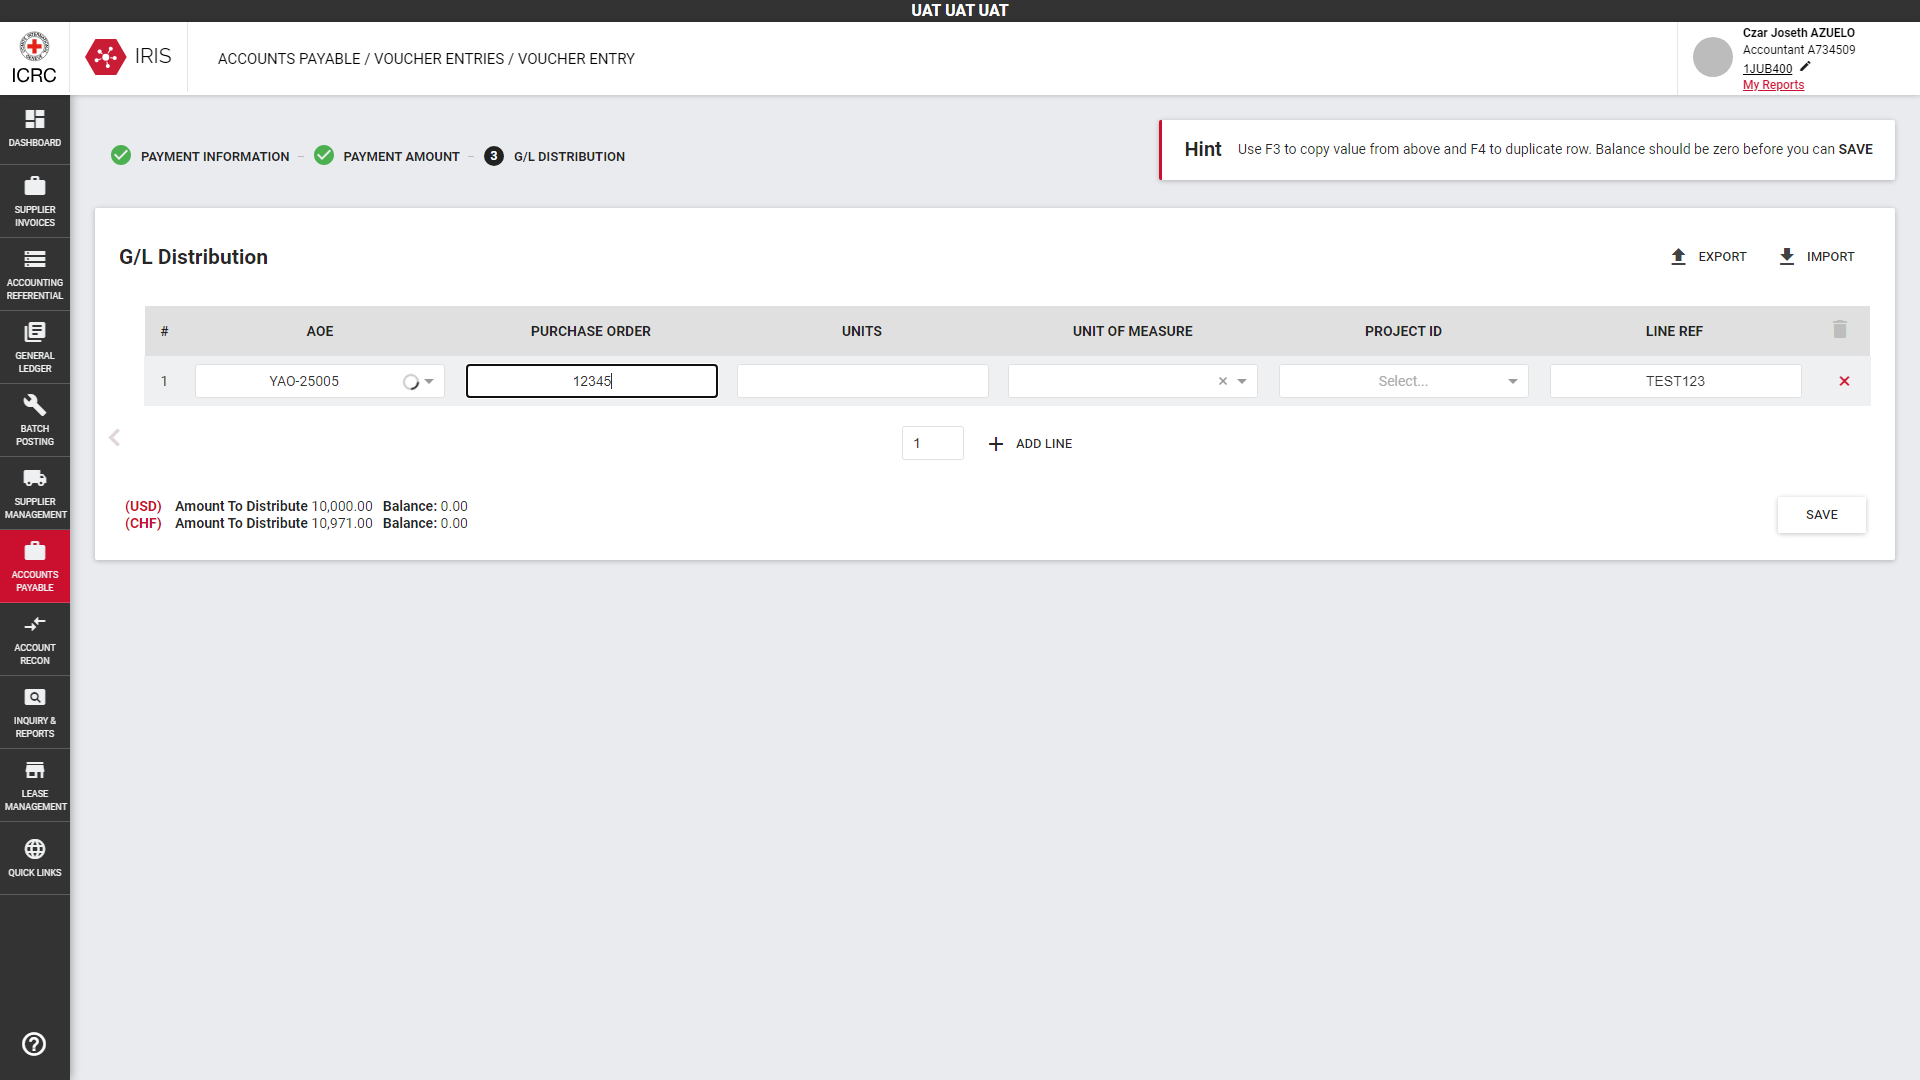 UAT UAT UAT
ICRC
IRIS
ACCOUNTS PAYABLE / VOUCHER ENTRIES / VOUCHER ENTRY
Czar Joseth AZUELO
Accountant A734509
1JUB400
My Reports
DASHBOARD
SUPPLIER
INVOICES
ACCOUNTING
REFERENTIAL
GENERAL
LEDGER
BATCH
POSTING
SUPPLIER
MANAGEMENT
ACCOUNTS
PAYABLE
ACCOUNT
RECON
INQUIRY &
REPORTS
LEASE
MANAGEMENT
QUICK LINKS
PAYMENT INFORMATION
PAYMENT AMOUNT
3 G/L DISTRIBUTION
Hint Use F3 to copy value from above and F4 to duplicate row. Balance should be zero before you can SAVE
G/L Distribution
EXPORT
IMPORT
# AOE PURCHASE ORDER UNITS UNIT OF MEASURE PROJECT ID LINE REF
1 YAO-25005 12345 Select... TEST123
1 ADD LINE
(USD) Amount To Distribute 10,000.00 Balance: 0.00
(CHF) Amount To Distribute 10,971.00 Balance: 0.00
SAVE